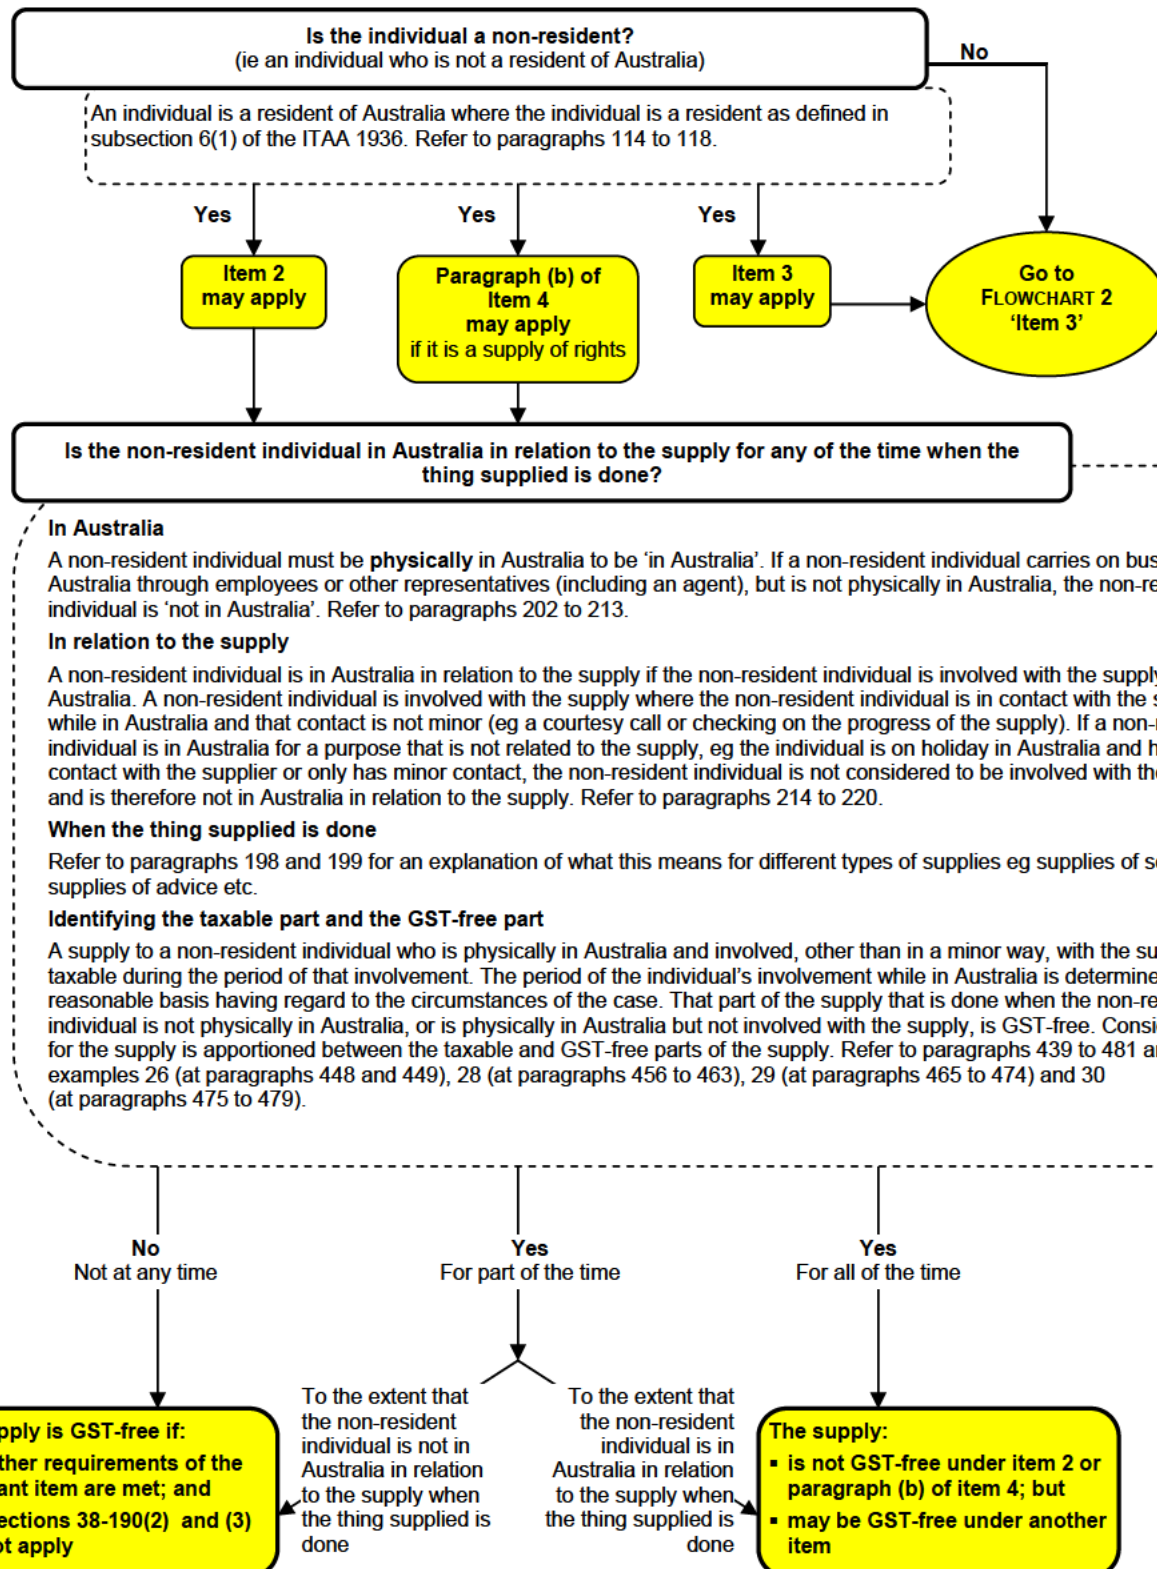 Is the individual a non-resident?
(ie an individual who is not a resident of Australia)
No
An individual is a resident of Australia where the individual is a resident as defined in
subsection 6(1) of the ITAA 1936. Refer to paragraphs 114 to 118.
Yes
Yes
Yes
Item 2
may apply
Paragraph (b) of
Item 4
may apply
if it is a supply of rights
Item 3
may apply
Go to
FLOWCHART 2
‘Item 3’
Is the non-resident individual in Australia in relation to the supply for any of the time when the
thing supplied is done?
In Australia
A non-resident individual must be physically in Australia to be ‘in Australia’. If a non-resident individual carries on
Australia through employees or other representatives (including an agent), but is not physically in Australia, the
individual is ‘not in Australia’. Refer to paragraphs 202 to 213.
In relation to the supply
A non-resident individual is in Australia in relation to the supply if the non-resident individual is involved with the supply
Australia. A non-resident individual is involved with the supply where the non-resident individual is in contact with the
while in Australia and that contact is not minor (eg a courtesy call or checking on the progress of the supply). If a
individual is in Australia for a purpose that is not related to the supply, eg the individual is on holiday in Australia and
contact with the supplier or only has minor contact, the non-resident individual is not considered to be involved with the
and is therefore not in Australia in relation to the supply. Refer to paragraphs 214 to 220.
When the thing supplied is done
Refer to paragraphs 198 and 199 for an explanation of what this means for different types of supplies eg supplies of
supplies of advice etc.
Identifying the taxable part and the GST-free part
A supply to a non-resident individual who is physically in Australia and involved, other than in a minor way, with the
taxable during the period of that involvement. The period of the individual’s involvement while in Australia is
reasonable basis having regard to the circumstances of the case. That part of the supply that is done when the
individual is not physically in Australia, or is physically in Australia but not involved with the supply, is GST-free.
for the supply is apportioned between the taxable and GST-free parts of the supply. Refer to paragraphs 439 to 481
examples 26 (at paragraphs 448 and 449), 28 (at paragraphs 456 to 463), 29 (at paragraphs 465 to 474) and 30
(at paragraphs 475 to 479).
No
Not at any time
Yes
For part of the time
Yes
For all of the time
To the extent that
the non-resident
individual is not in
Australia in relation
to the supply when
the thing supplied is
done
To the extent that
the non-resident
individual is in
Australia in relation
to the supply when
the thing supplied is
done
is GST-free if:
requirements of the
item are met; and
38-190(2) and (3)
apply
The supply:
▪ is not GST-free under item 2 or
paragraph (b) of item 4; but
▪ may be GST-free under another
item